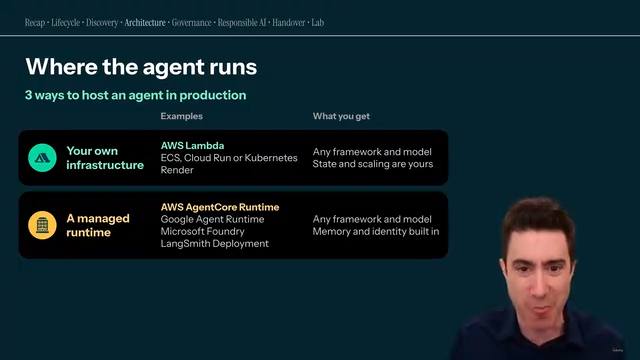 Recap • Lifecycle • Discovery • Architecture • Governance • Responsible AI • Handover • Lab
Where the agent runs
3 ways to host an agent in production
Examples
What you get
Your own
infrastructure
AWS Lambda
ECS, Cloud Run or Kubernetes
Render
Any framework and model
State and scaling are yours
A managed
runtime
AWS AgentCore Runtime
Google Agent Runtime
Microsoft Foundry
LangSmith Deployment
Any framework and model
Memory and identity built in